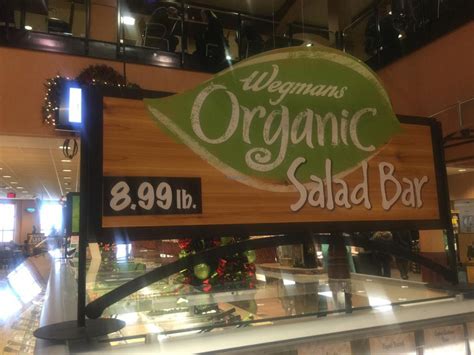 Wegmans
Organic
Salad Bar
8.99 lb.